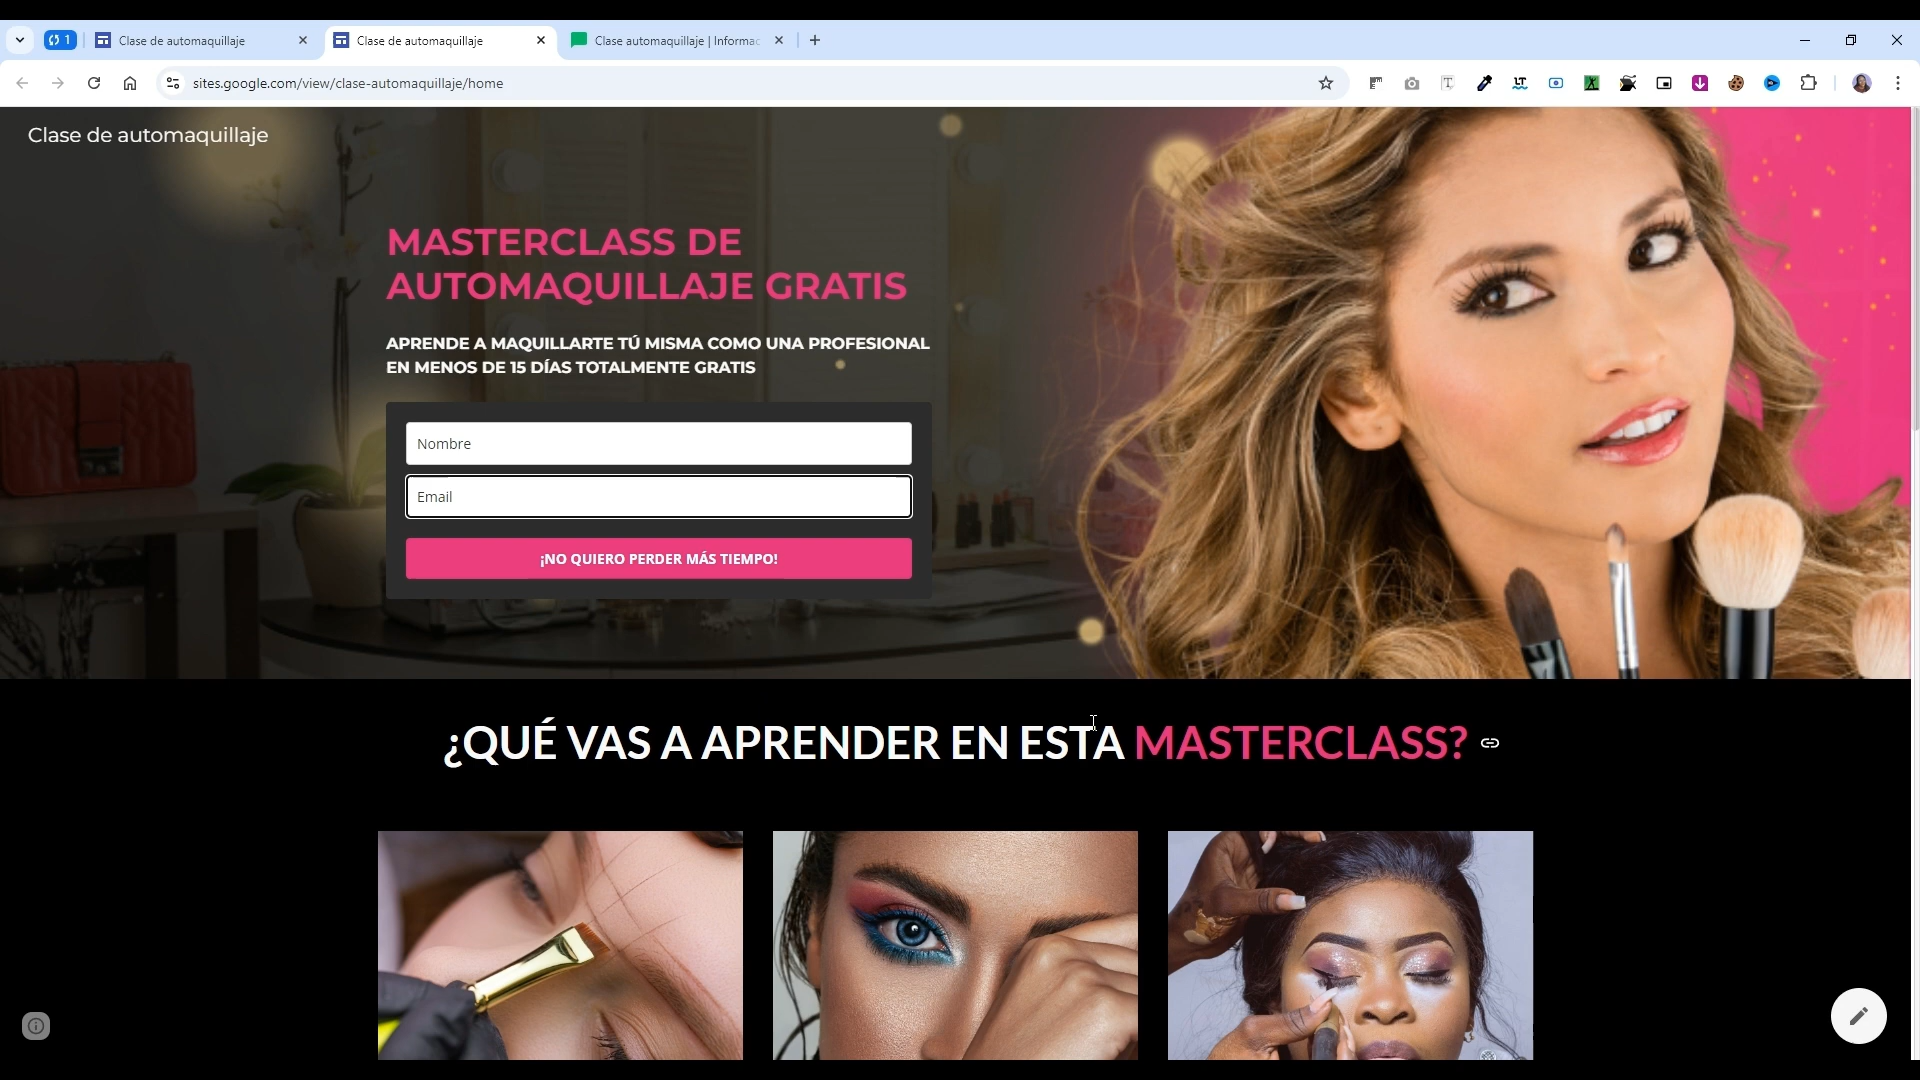 1
Clase de automaquillaje
Clase de automaquillaje
Clase automaquillaje | Informac
sites.google.com/view/clase-automaquillaje/home
Clase de automaquillaje
MASTERCLASS DE
AUTOMAQUILLAJE GRATIS
APRENDE A MAQUILLARTE TÚ MISMA COMO UNA PROFESIONAL
EN MENOS DE 15 DÍAS TOTALMENTE GRATIS
Nombre
Email
¡NO QUIERO PERDER MÁS TIEMPO!
¿QUÉ VAS A APRENDER EN ESTA MASTERCLASS?